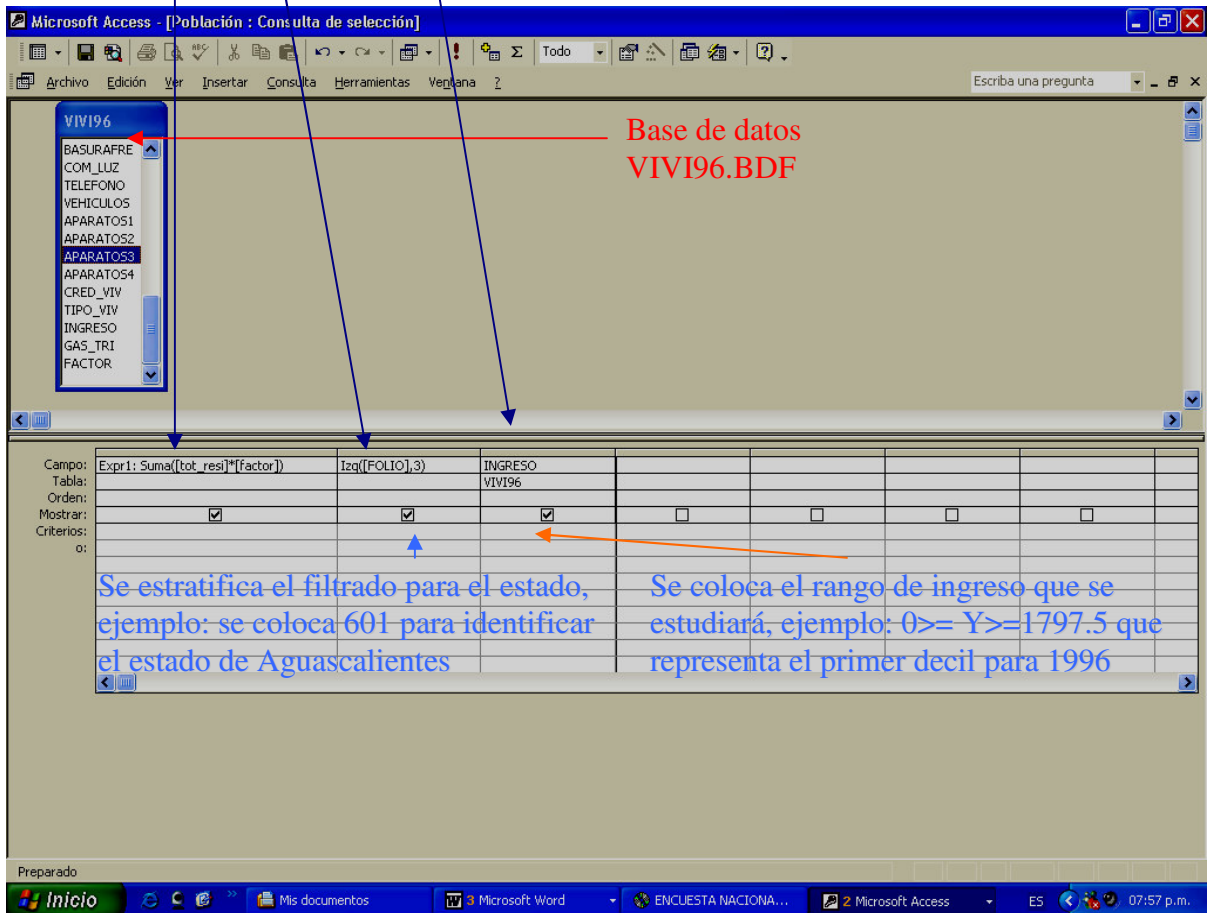 Microsoft Access - [Población : Consulta de selección]
Todo
Archivo Edición Ver Insertar Consulta Herramientas Ventana ?
Escriba una pregunta
VIVI96
BASURAFRE
COM_LUZ
TELEFONO
VEHICULOS
APARATOS1
APARATOS2
APARATOS3
APARATOS4
CRED_VIV
TIPO_VIV
INGRESO
GAS_TRI
FACTOR
Base de datos
VIVI96.BDF
Campo: Expr1: Suma([tot_resi]*[factor]) Izq([FOLIO],3) INGRESO
Tabla: VIVI96
Orden:
Mostrar:
Criterios:
o:
Se estratifica el filtrado para el estado,
ejemplo: se coloca 601 para identificar
el estado de Aguascalientes
Se coloca el rango de ingreso que se
estudiará, ejemplo: 0>= Y>=1797.5 que
representa el primer decil para 1996
Preparado
Inicio Mis documentos 3 Microsoft Word ENCUESTA NACIONA... 2 Microsoft Access ES 07:57 p.m.